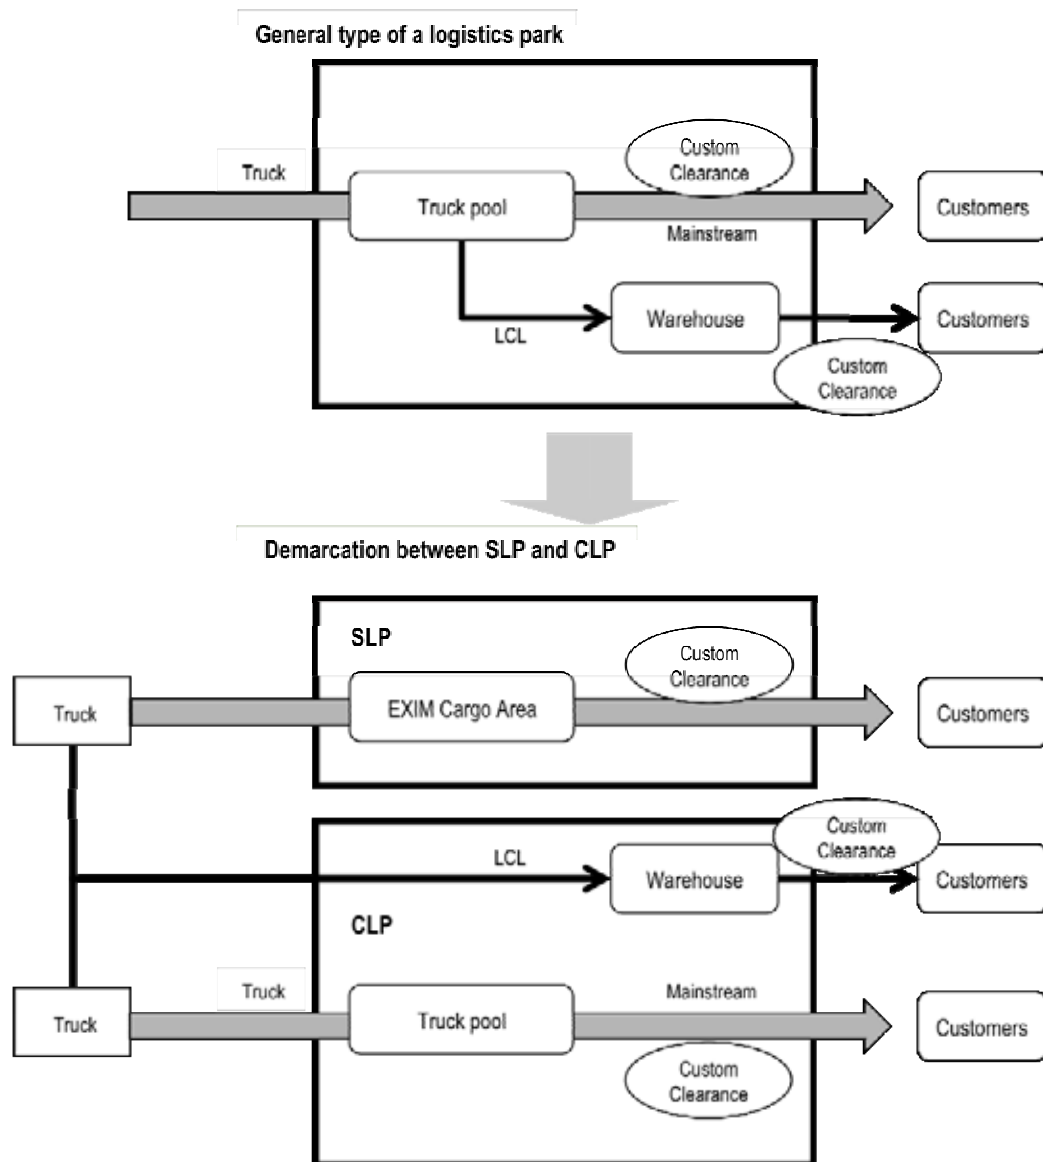 General type of a logistics park
Custom
Clearance
Truck
Truck pool
Customers
Mainstream
Warehouse
Customers
LCL
Custom
Clearance
Demarcation between SLP and CLP
SLP
Custom
Clearance
Truck
EXIM Cargo Area
Customers
Custom
Clearance
LCL
Warehouse
Customers
CLP
Truck
Mainstream
Truck
Truck pool
Customers
Custom
Clearance